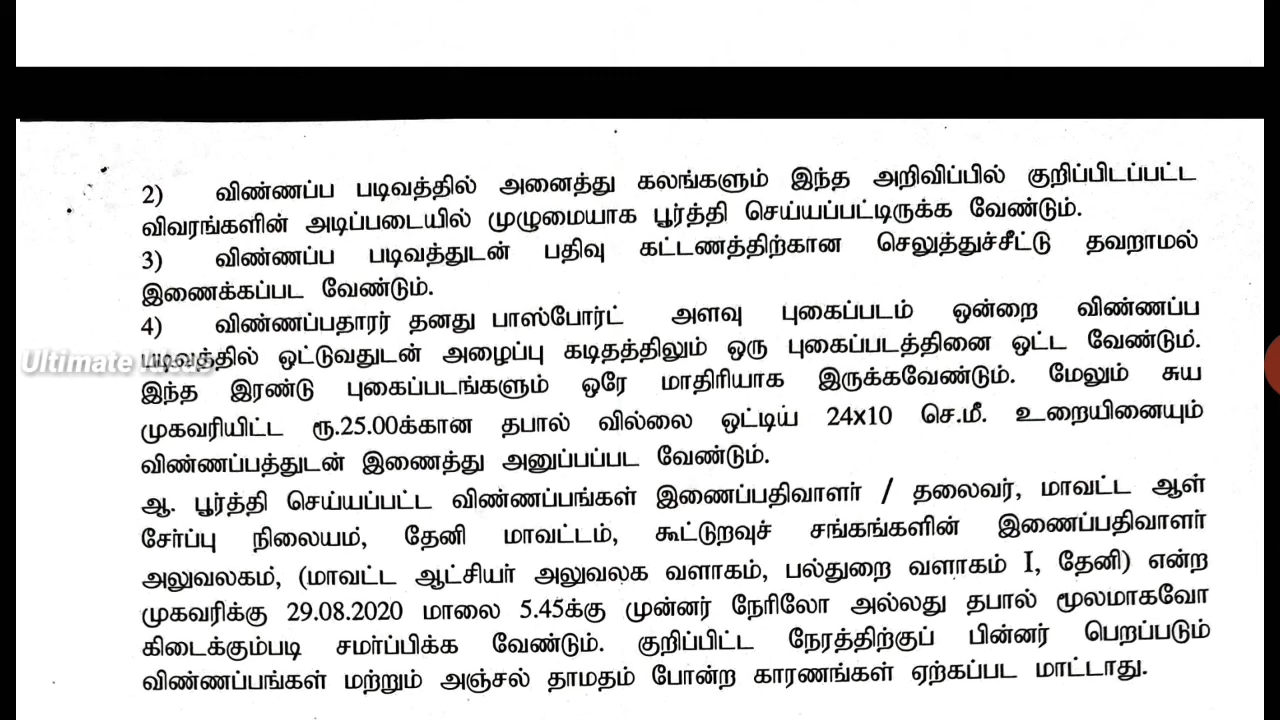 2) விண்ணப்ப படிவத்தில் அனைத்து கலங்களும் இந்த அறிவிப்பில் குறிப்பிடப்பட்ட
விவரங்களின் அடிப்படையில் முழுமையாக பூர்த்தி செய்யப்பட்டிருக்க வேண்டும்.
3) விண்ணப்ப படிவத்துடன் பதிவு கட்டணத்திற்கான செலுத்துச்சீட்டு தவறாமல்
இணைக்கப்பட வேண்டும்.
4) விண்ணப்பதாரர் தனது பாஸ்போர்ட் அளவு புகைப்படம் ஒன்றை விண்ணப்ப
படிவத்தில் ஒட்டுவதுடன் அழைப்பு கடிதத்திலும் ஒரு புகைப்படத்தினை ஒட்ட வேண்டும்.
Ultimate
இந்த இரண்டு புகைப்படங்களும் ஒரே மாதிரியாக இருக்கவேண்டும். மேலும் சுய
முகவரியிட்ட ரூ.25.00க்கான தபால் வில்லை ஒட்டிய 24x10 செ.மீ. உறையினையும்
விண்ணப்பத்துடன் இணைத்து அனுப்பப்பட வேண்டும்.
ஆ. பூர்த்தி செய்யப்பட்ட விண்ணப்பங்கள் இணைப்பதிவாளர் / தலைவர், மாவட்ட ஆள்
சேர்ப்பு நிலையம், தேனி மாவட்டம், கூட்டுறவுச் சங்கங்களின் இணைப்பதிவாளர்
அலுவலகம், (மாவட்ட ஆட்சியர் அலுவலக வளாகம், பல்துறை வளாகம் I, தேனி) என்ற
முகவரிக்கு 29.08.2020 மாலை 5.45க்கு முன்னர் நேரிலோ அல்லது தபால் மூலமாகவோ
கிடைக்கும்படி சமர்ப்பிக்க வேண்டும். குறிப்பிட்ட நேரத்திற்குப் பின்னர் பெறப்படும்
விண்ணப்பங்கள் மற்றும் அஞ்சல் தாமதம் போன்ற காரணங்கள் ஏற்கப்பட மாட்டாது.